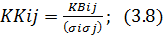 KKij = KBij/(σiσj); (3.8)